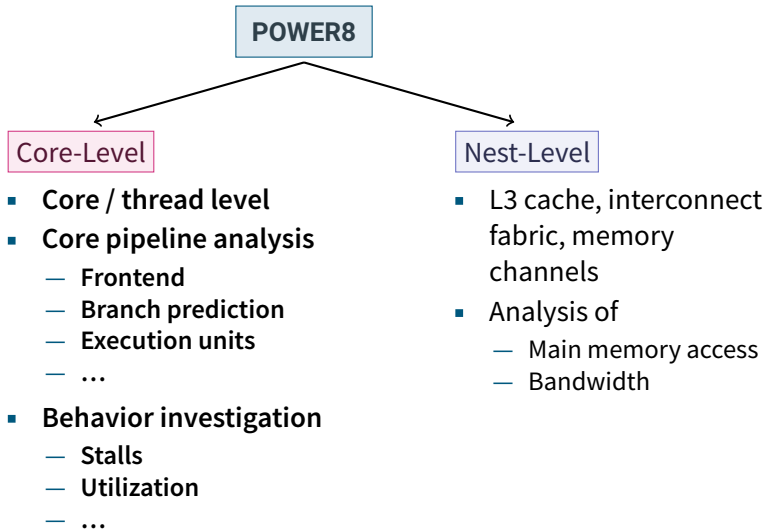 POWER8
Core-Level
▪ Core / thread level
▪ Core pipeline analysis
— Frontend
— Branch prediction
— Execution units
— …
▪ Behavior investigation
— Stalls
— Utilization
— …
Nest-Level
▪ L3 cache, interconnect
fabric, memory
channels
▪ Analysis of
— Main memory access
— Bandwidth